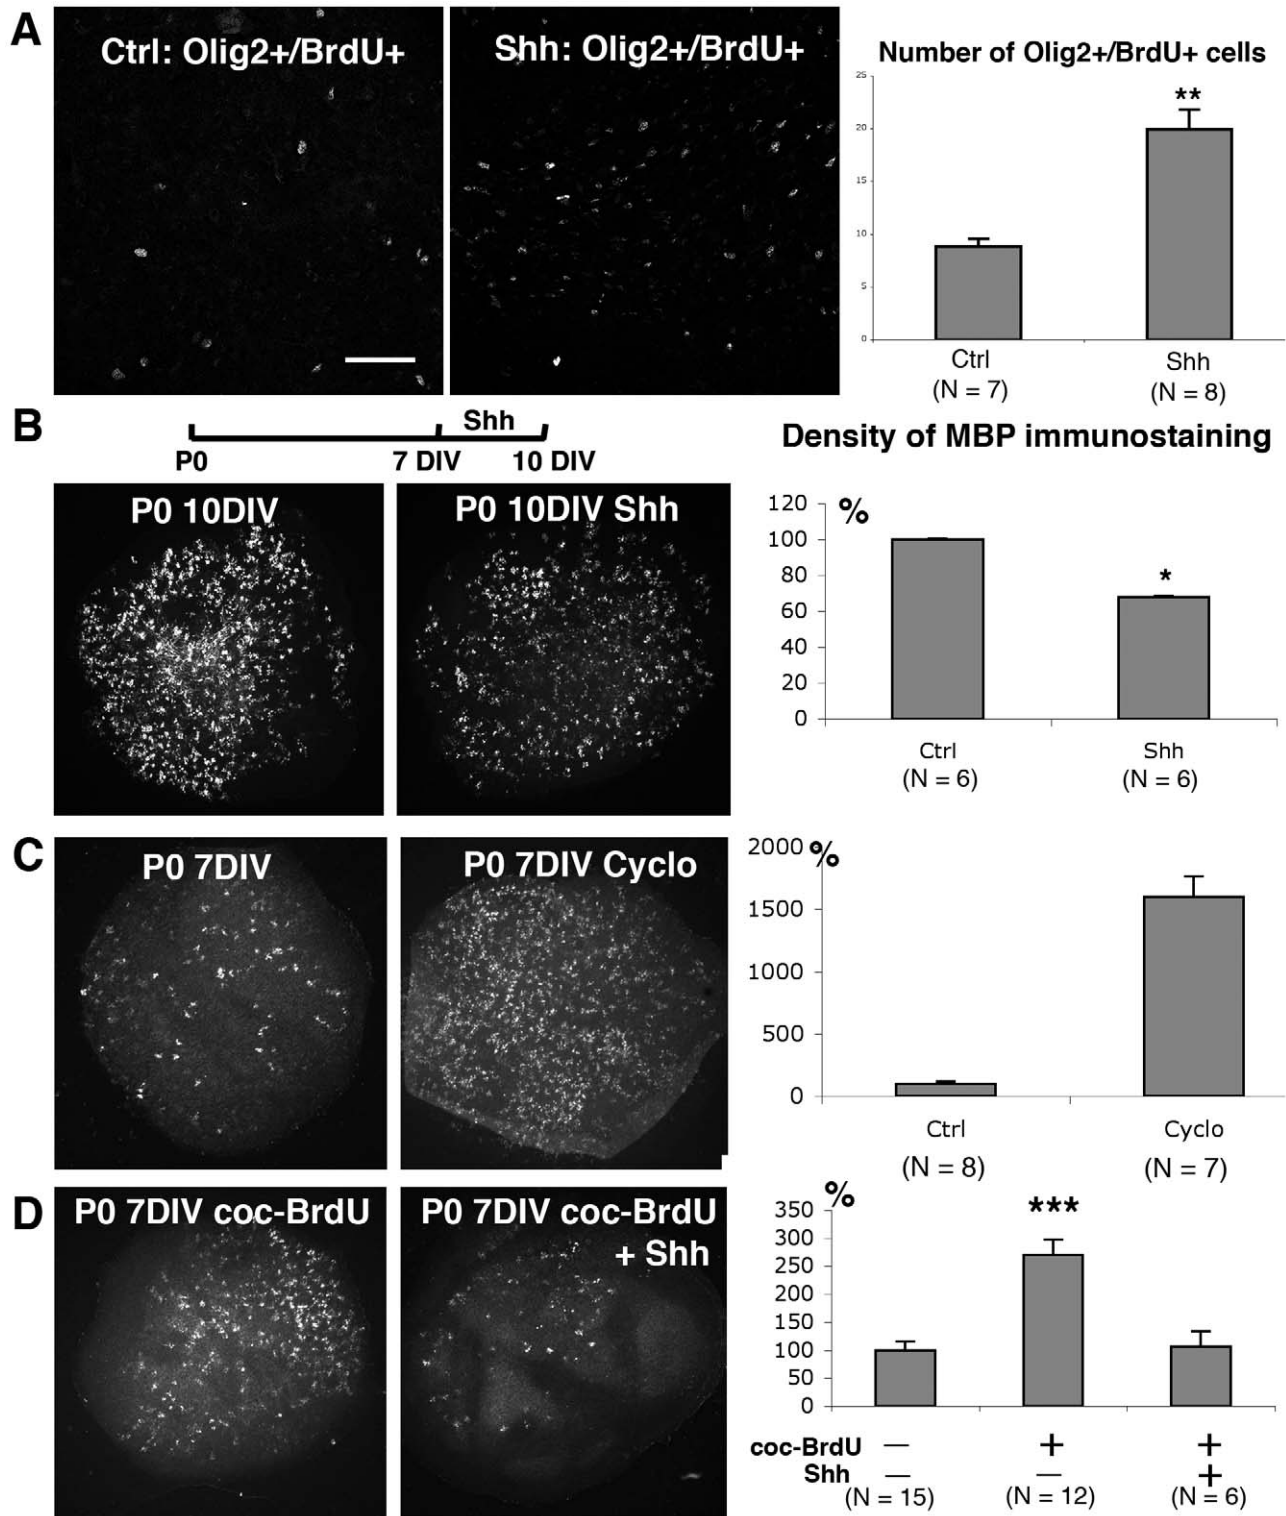 A
Ctrl: Olig2+/BrdU+
Shh: Olig2+/BrdU+
Number of Olig2+/BrdU+ cells
25
20
15
10
5
0
**
Ctrl
Shh
(N = 7)
(N = 8)
B
Shh
P0
7 DIV
10 DIV
P0 10DIV
P0 10DIV Shh
Density of MBP immunostaining
%
120
100
80
60
40
20
0
*
Ctrl
Shh
(N = 6)
(N = 6)
C
P0 7DIV
P0 7DIV Cyclo
%
2000
1500
1000
500
0
Ctrl
Cyclo
(N = 8)
(N = 7)
D
P0 7DIV coc-BrdU
P0 7DIV coc-BrdU
+ Shh
%
350
300
250
200
150
100
50
0
***
coc-BrdU — + +
Shh — — +
(N = 15)
(N = 12)
(N = 6)